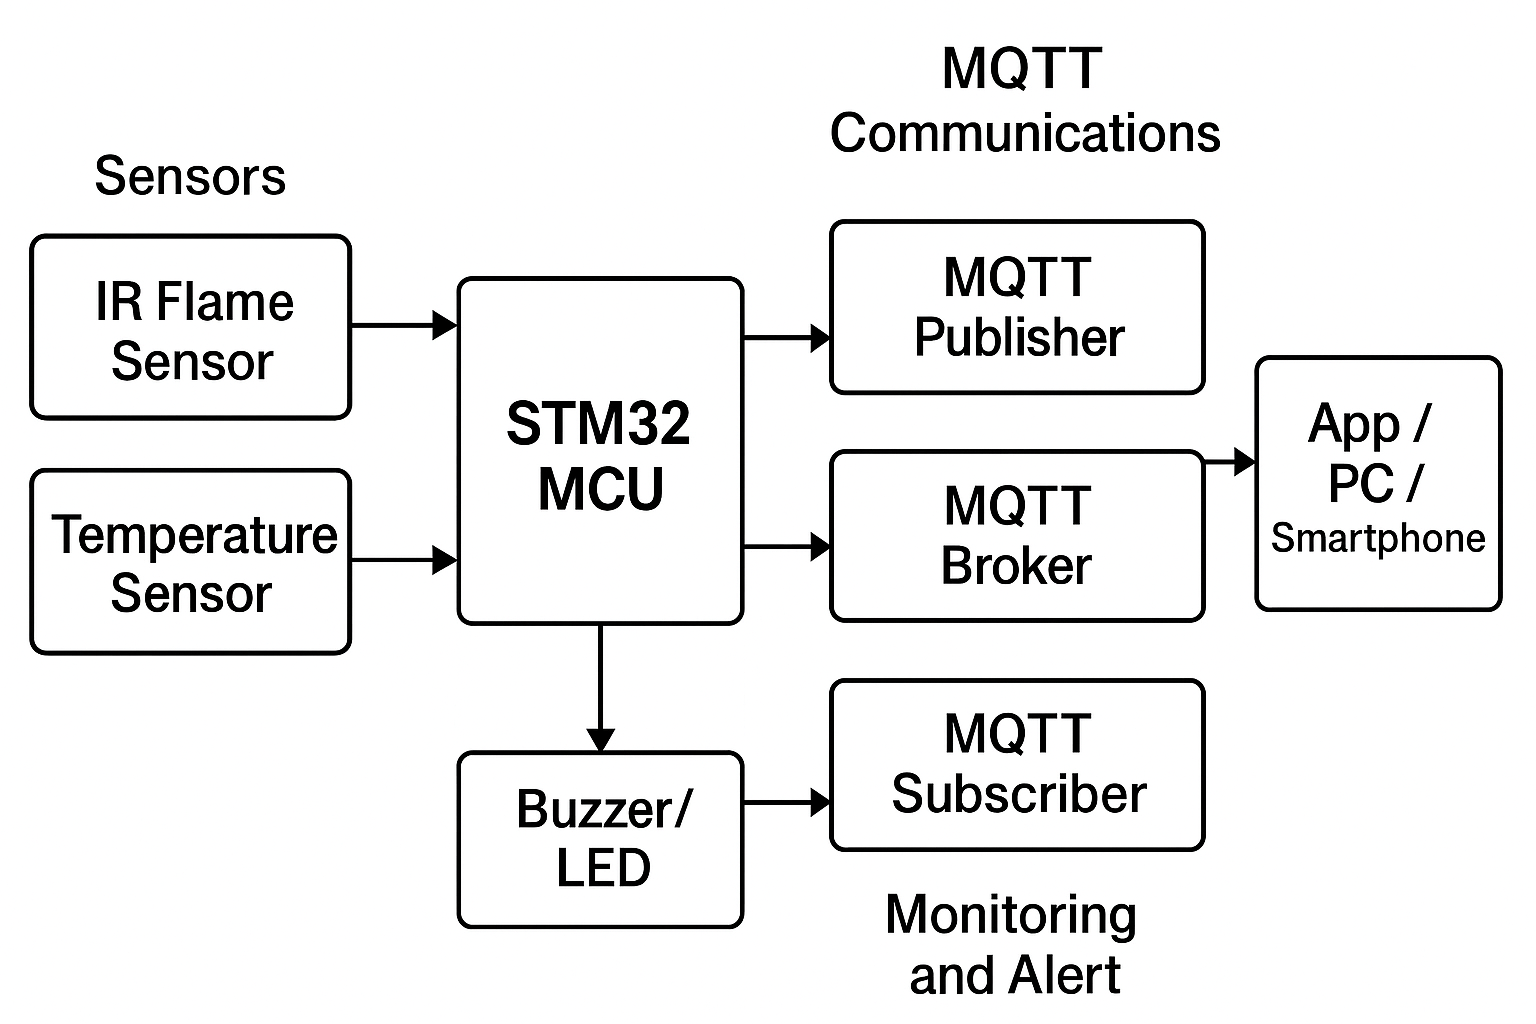 MQTT
Communications
Sensors
IR Flame
Sensor
Temperature
Sensor
STM32
MCU
MQTT
Publisher
MQTT
Broker
App /
PC /
Smartphone
Buzzer/
LED
MQTT
Subscriber
Monitoring
and Alert